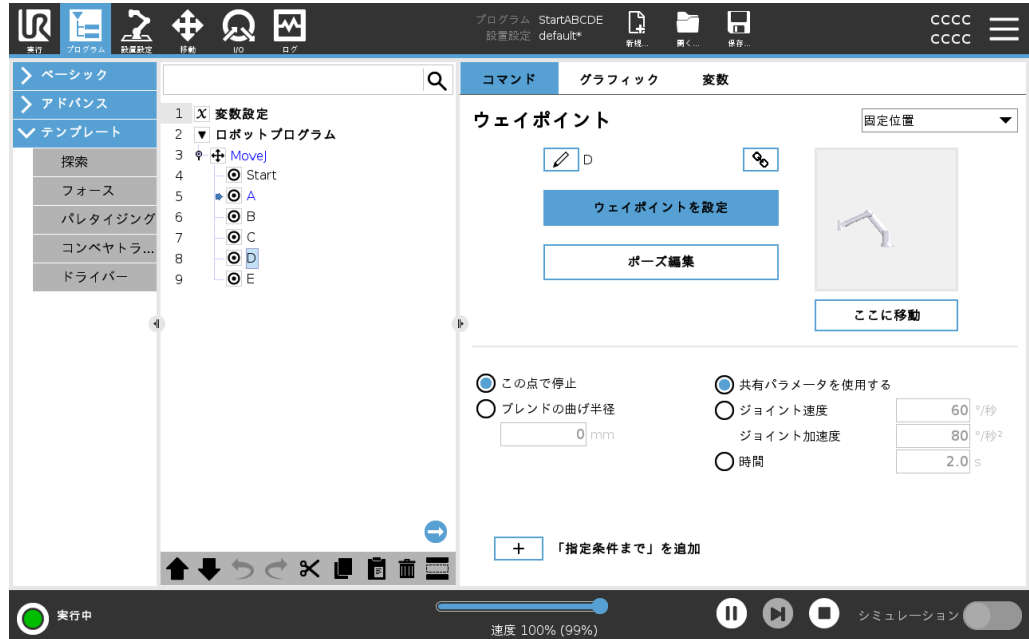 UR
実行
プログラム
設置設定
移動
I/O
ログ
プログラム StartABCDE
設置設定 default*
新規...
開く...
保存...
CCCC
CCCC
ベーシック
アドバンス
テンプレート
探索
フォース
パレタイジング
コンベヤトラ...
ドライバー
1 X 変数設定
2 ▼ ロボットプログラム
3 MoveJ
4 Start
5 A
6 B
7 C
8 D
9 E
コマンド グラフィック 変数
ウェイポイント
固定位置
D
ウェイポイントを設定
ポーズ編集
ここに移動
この点で停止
ブレンドの曲げ半径
0 mm
共有パラメータを使用する
ジョイント速度 60 °/秒
ジョイント加速度 80 °/秒²
時間 2.0 s
+ 「指定条件まで」を追加
実行中
速度 100% (99%)
シミュレーション